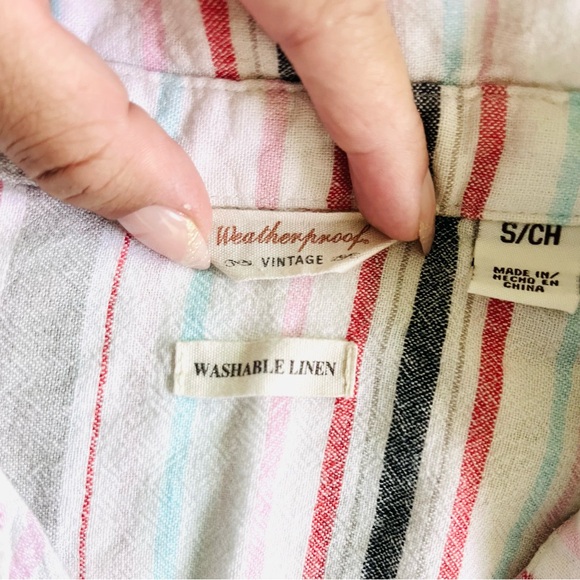 Weatherproof
VINTAGE
S/CH
MADE IN/
HECHO EN
CHINA
WASHABLE LINEN